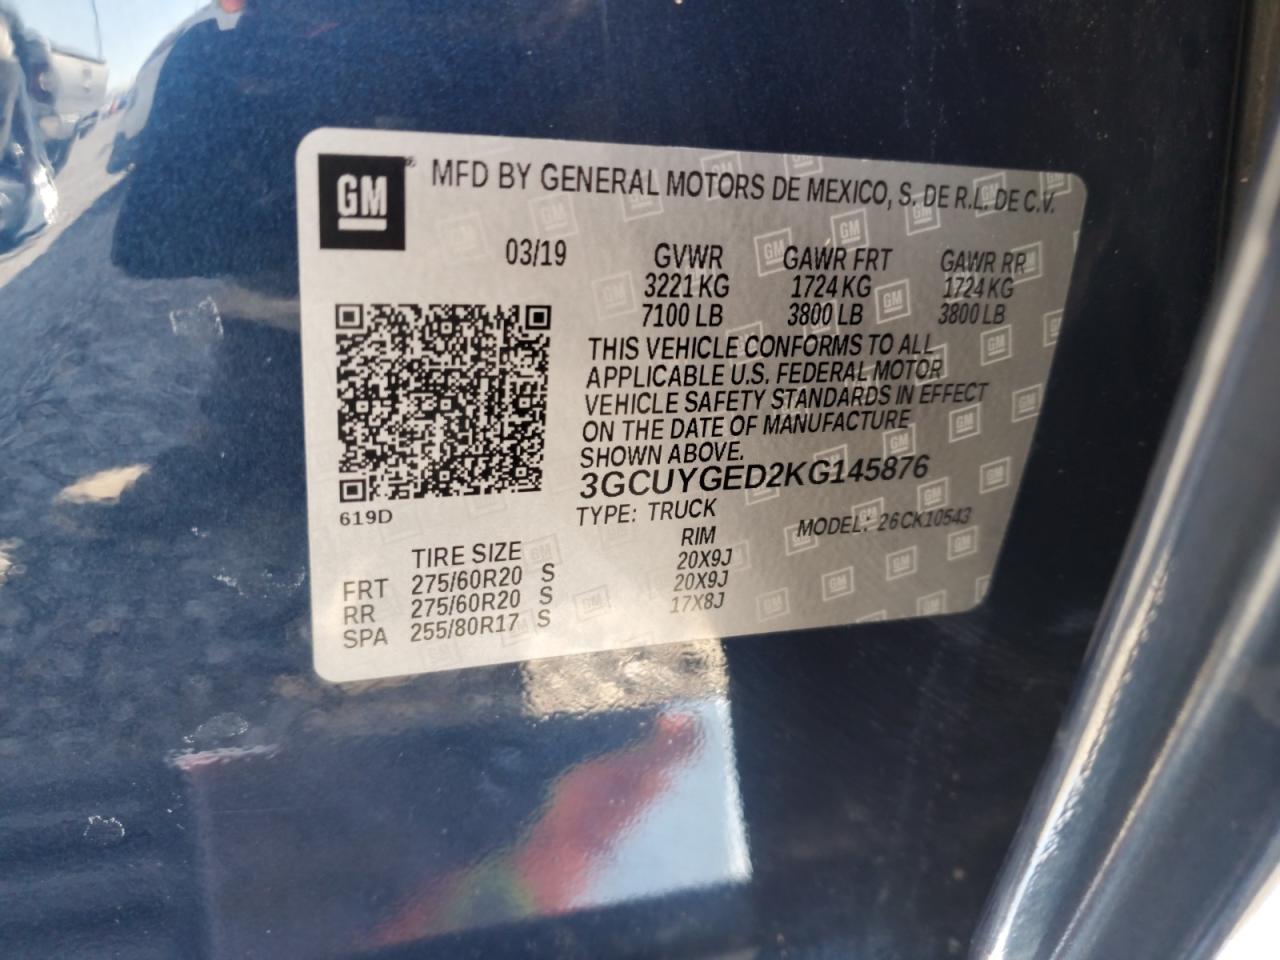 GM
MFD BY GENERAL MOTORS DE MEXICO, S. DE R.L. DE C.V.
03/19 GVWR GAWR FRT GAWR RR
3221 KG 1724 KG 1724 KG
7100 LB 3800 LB 3800 LB
THIS VEHICLE CONFORMS TO ALL
APPLICABLE U.S. FEDERAL MOTOR
VEHICLE SAFETY STANDARDS IN EFFECT
ON THE DATE OF MANUFACTURE
SHOWN ABOVE.
3GCUYGED2KG145876
619D
TYPE: TRUCK MODEL: 26CK10543
TIRE SIZE RIM
FRT 275/60R20 S 20X9J
RR 275/60R20 S 20X9J
SPA 255/80R17 S 17X8J